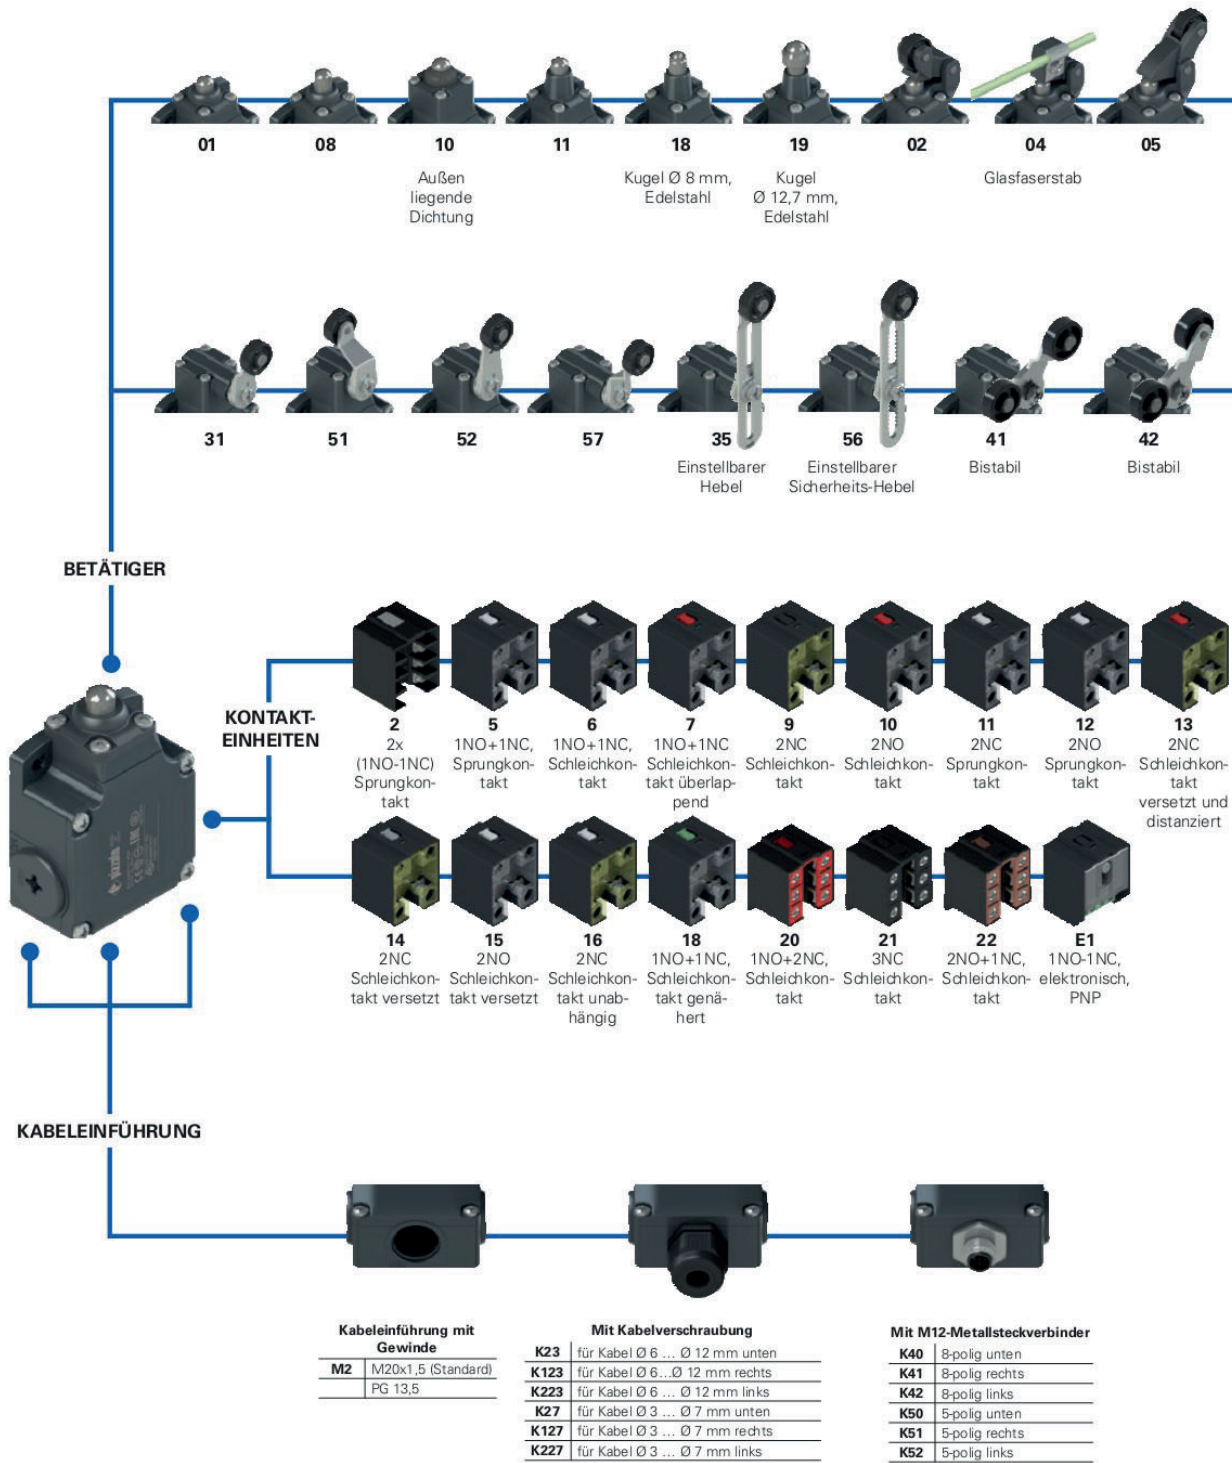 01
08
10
11
18
19
02
04
05
Außen
liegende
Dichtung
Kugel Ø 8 mm,
Edelstahl
Kugel
Ø 12,7 mm,
Edelstahl
Glasfaserstab
31
51
52
57
35
56
41
42
Einstellbarer
Hebel
Einstellbarer
Sicherheits-Hebel
Bistabil
Bistabil
BETÄTIGER
KONTAKT-
EINHEITEN
2
2x
(1NO-1NC)
Sprungkon-
takt
5
1NO+1NC,
Sprungkon-
takt
6
1NO+1NC,
Schleichkon-
takt
7
1NO+1NC
Schleichkon-
takt überlap-
pend
9
2NC
Schleichkon-
takt
10
2NO
Schleichkon-
takt
11
2NC
Sprungkon-
takt
12
2NO
Sprungkon-
takt
13
2NC
Schleichkon-
takt
versetzt und
distanziert
14
2NC
Schleichkon-
takt versetzt
15
2NO
Schleichkon-
takt versetzt
16
2NC
Schleichkon-
takt unab-
hängig
18
1NO+1NC,
Schleichkon-
takt genä-
hert
20
1NO+2NC,
Schleichkon-
takt
21
3NC
Schleichkon-
takt
22
2NO+1NC,
Schleichkon-
takt
E1
1NO-1NC,
elektronisch,
PNP
pizzato
KABELEINFÜHRUNG
Kabeleinführung mit
Gewinde
M2 M20x1,5 (Standard)
PG 13,5
Mit Kabelverschraubung
K23 für Kabel Ø 6 ... Ø 12 mm unten
K123 für Kabel Ø 6...Ø 12 mm rechts
K223 für Kabel Ø 6 ... Ø 12 mm links
K27 für Kabel Ø 3 ... Ø 7 mm unten
K127 für Kabel Ø 3 ... Ø 7 mm rechts
K227 für Kabel Ø 3 ... Ø 7 mm links
Mit M12-Metallsteckverbinder
K40 8-polig unten
K41 8-polig rechts
K42 8-polig links
K50 5-polig unten
K51 5-polig rechts
K52 5-polig links